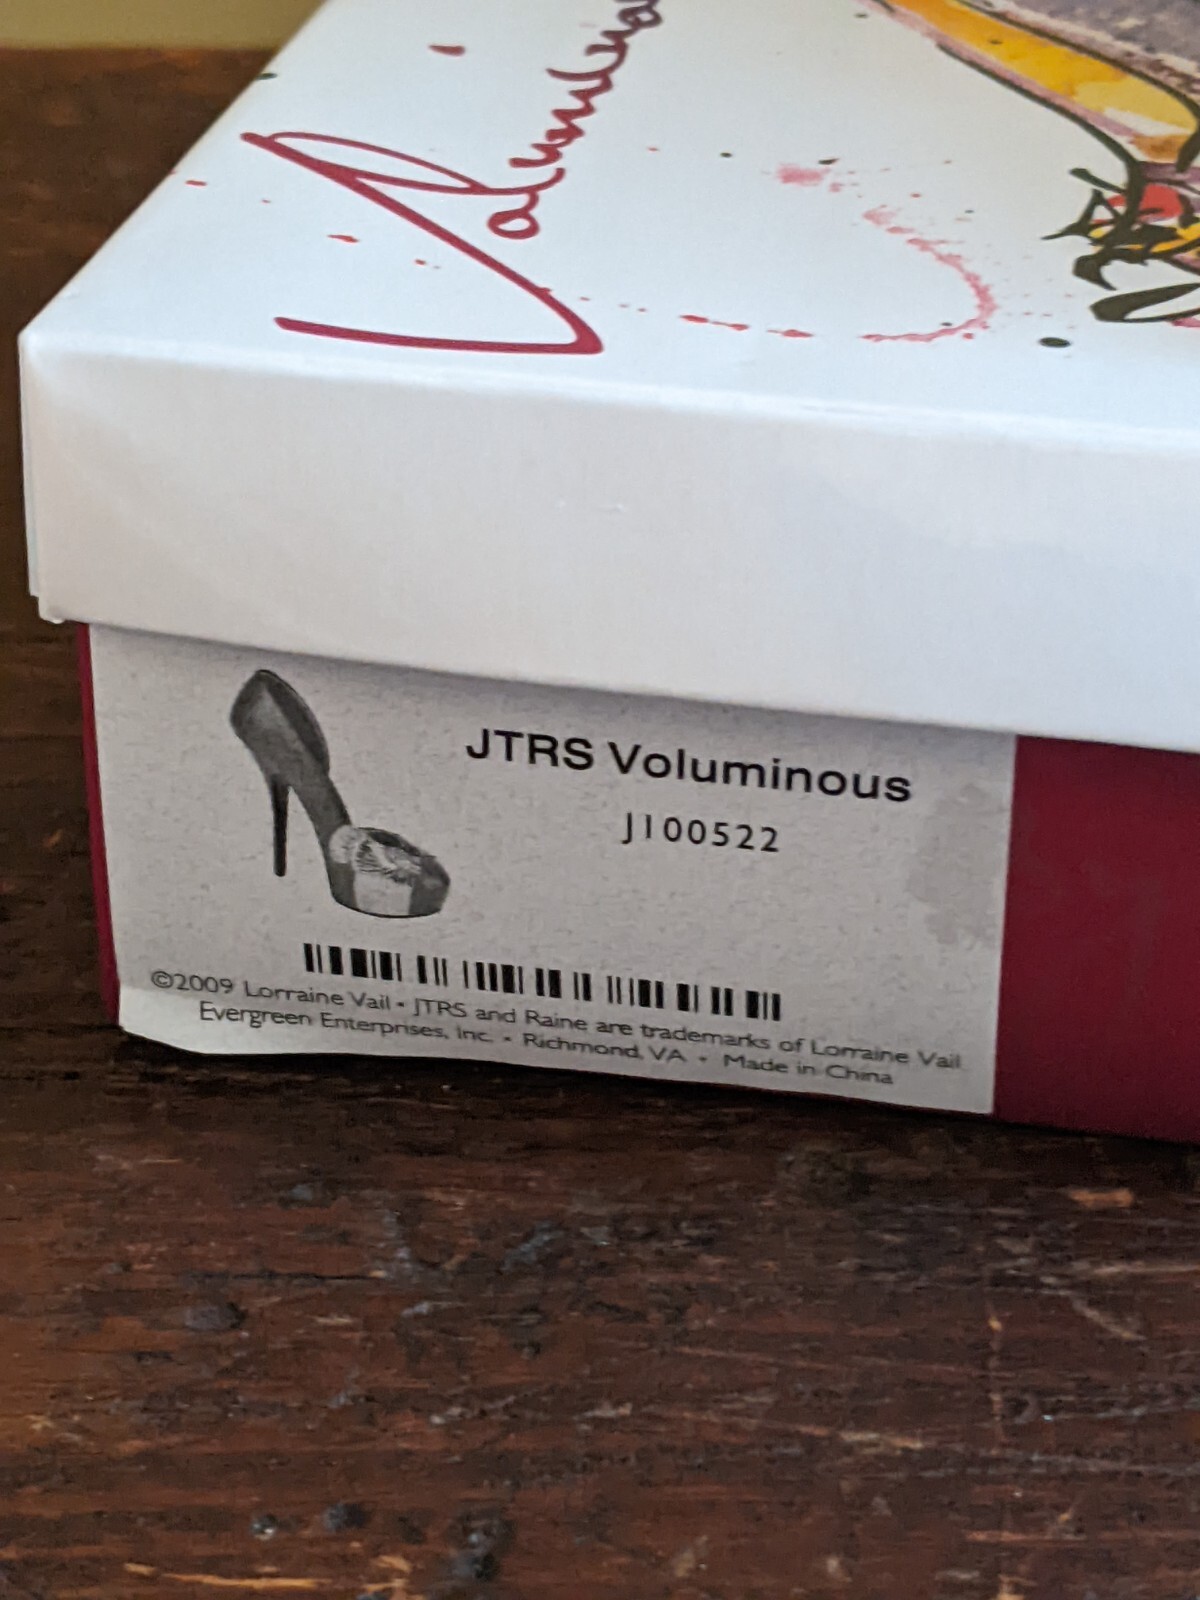 Voluminous
JTRS Voluminous
J100522
©2009 Lorraine Vail • JTRS and Raine are trademarks of Lorraine Vail
Evergreen Enterprises, Inc. • Richmond, VA • Made in China